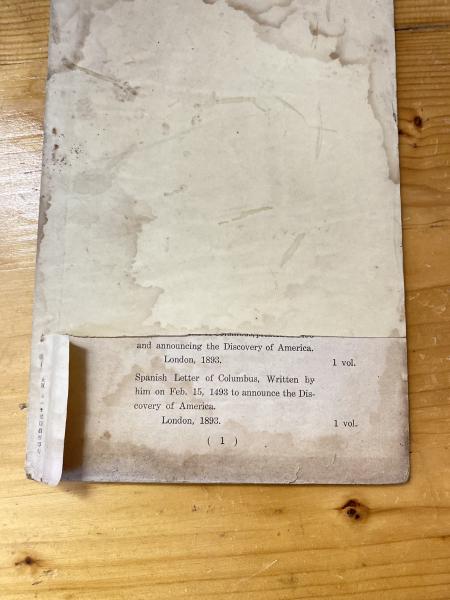 and announcing the Discovery of America.
London, 1893. 1 vol.
Spanish Letter of Columbus, Written by
him on Feb. 15, 1493 to announce the Dis-
covery of America.
London, 1893. 1 vol.
( 1 )